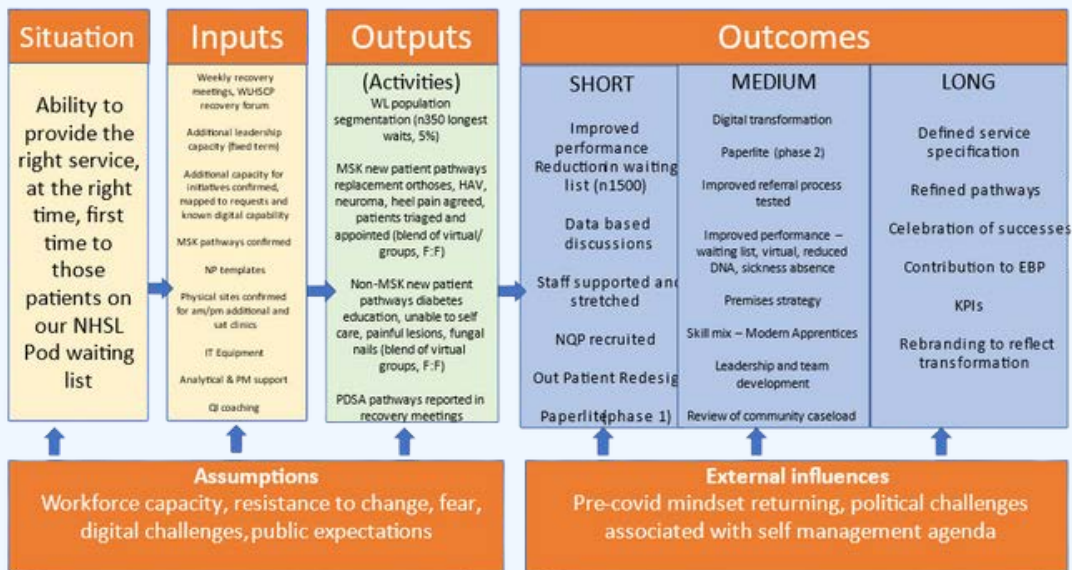 Situation
Ability to
provide the
right service,
at the right
time, first
time to
those
patients on
our NHSL
Pod waiting
list
Inputs
Weekly recovery
meetings, WLHSCP
recovery forum
Additional leadership
capacity (fixed term)
Additional capacity for
initiatives confirmed,
mapped to requests and
known digital capability
MSK pathways confirmed
NP templates
Physical sites confirmed
for am/pm additional and
sat clinics
IT Equipment
Analytical & PM support
QI coaching
Outputs
(Activities)
WL population
segmentation (n350 longest
waits, 5%)
MSK new patient pathways
replacement orthoses, HAV,
neuroma, heel pain agreed,
patients triaged and
appointed (blend of virtual/
groups, F:F)
Non-MSK new patient
pathways diabetes
education, unable to self
care, painful lesions, fungal
nails (blend of virtual
groups, F:F)
PDSA pathways reported in
recovery meetings
Outcomes
SHORT
Improved
performance
Reduction in waiting
list (n1500)
Data based
discussions
Staff supported and
stretched
NQP recruited
Out Patient Redesig
Paperlite (phase 1)
MEDIUM
Digital transformation
Paperlite (phase 2)
Improved referral process
tested
Improved performance –
waiting list, virtual, reduced
DNA, sickness absence
Premises strategy
Skill mix – Modern Apprentices
Leadership and team
development
Review of community caseload
LONG
Defined service
specification
Refined pathways
Celebration of successes
Contribution to EBP
KPIs
Rebranding to reflect
transformation
Assumptions
Workforce capacity, resistance to change, fear,
digital challenges, public expectations
External influences
Pre-covid mindset returning, political challenges
associated with self management agenda